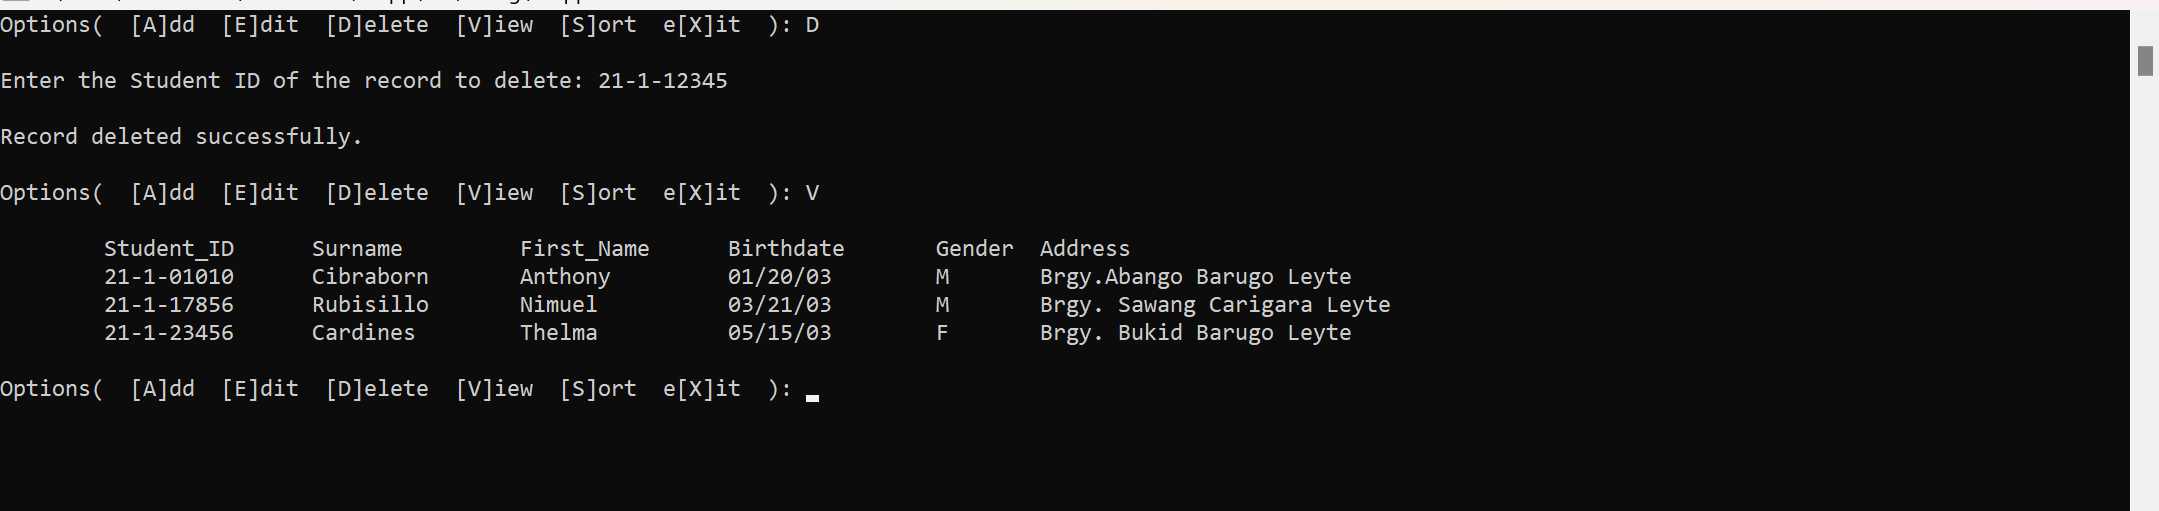 Options(  [A]dd  [E]dit  [D]elete  [V]iew  [S]ort  e[X]it  ): D
Enter the Student ID of the record to delete: 21-1-12345
Record deleted successfully.
Options(  [A]dd  [E]dit  [D]elete  [V]iew  [S]ort  e[X]it  ): V
Student_ID      Surname         First_Name      Birthdate       Gender  Address
21-1-01010      Cibraborn       Anthony         01/20/03        M       Brgy.Abango Barugo Leyte
21-1-17856      Rubisillo       Nimuel          03/21/03        M       Brgy. Sawang Carigara Leyte
21-1-23456      Cardines        Thelma          05/15/03        F       Brgy. Bukid Barugo Leyte
Options(  [A]dd  [E]dit  [D]elete  [V]iew  [S]ort  e[X]it  ):